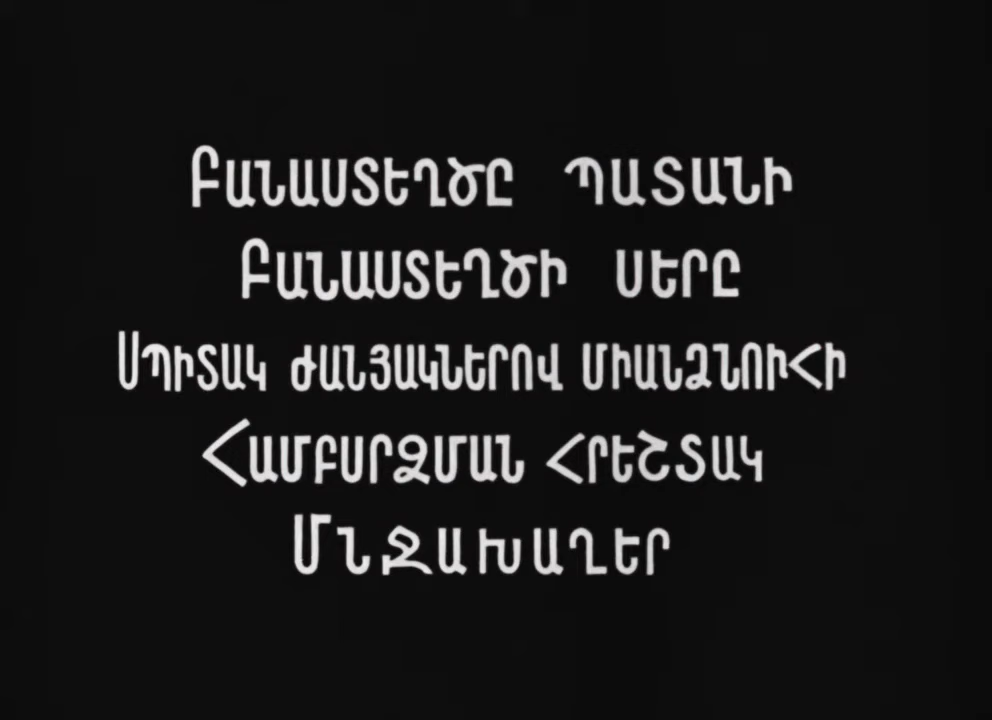 Բանաստեղծը պատանի
Բանաստեղծի սերը
Սպիտակ ժանյակներով միանձնուհի
Համբարձման հրեշտակ
Մնջախաղեր